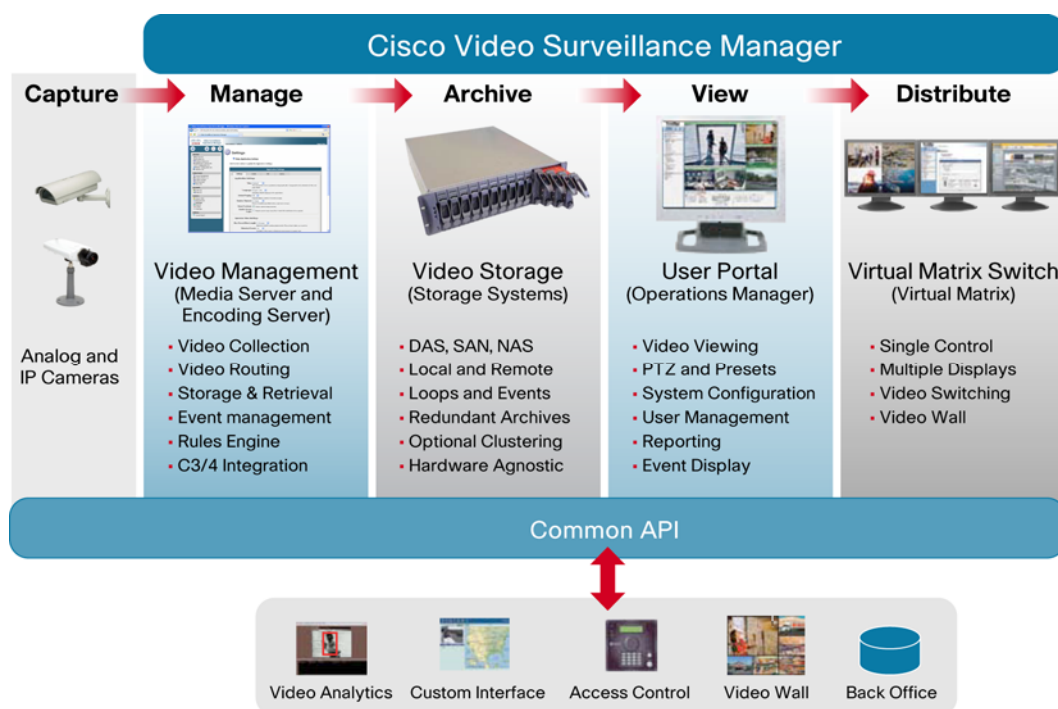 Cisco Video Surveillance Manager
Capture
Manage
Archive
View
Distribute
Analog and
IP Cameras
Video Management
(Media Server and
Encoding Server)
▪ Video Collection
▪ Video Routing
▪ Storage & Retrieval
▪ Event management
▪ Rules Engine
▪ C3/4 Integration
Video Storage
(Storage Systems)
▪ DAS, SAN, NAS
▪ Local and Remote
▪ Loops and Events
▪ Redundant Archives
▪ Optional Clustering
▪ Hardware Agnostic
User Portal
(Operations Manager)
▪ Video Viewing
▪ PTZ and Presets
▪ System Configuration
▪ User Management
▪ Reporting
▪ Event Display
Virtual Matrix Switch
(Virtual Matrix)
▪ Single Control
▪ Multiple Displays
▪ Video Switching
▪ Video Wall
Common API
Video Analytics
Custom Interface
Access Control
Video Wall
Back Office